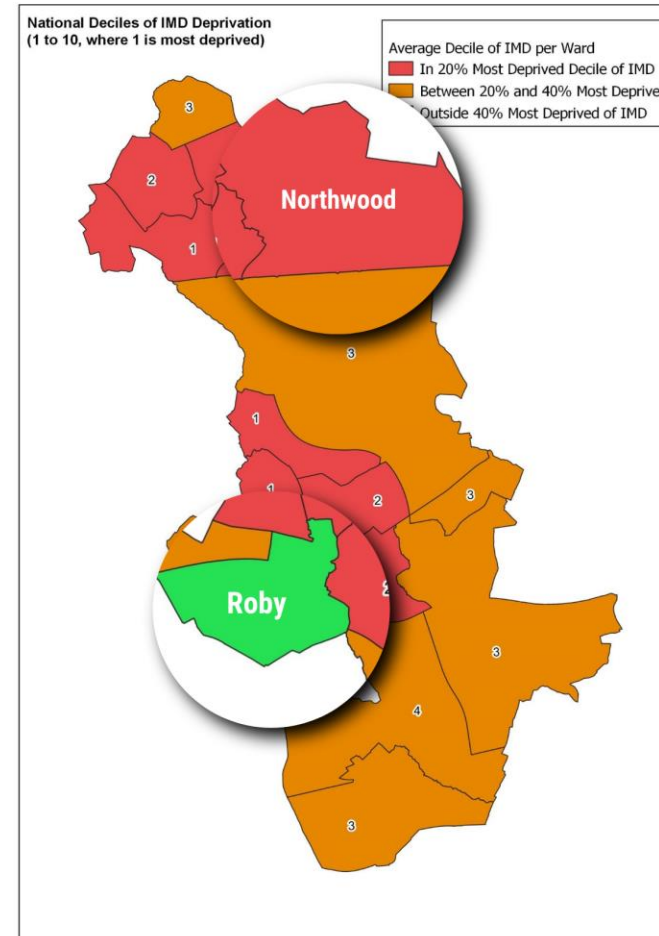 National Deciles of IMD Deprivation
(1 to 10, where 1 is most deprived)
Average Decile of IMD per Ward
In 20% Most Deprived Decile of IMD
Between 20% and 40% Most Deprive
Outside 40% Most Deprived of IMD
3
2
Northwood
1
3
1
1
2
3
Roby
2
3
4
3